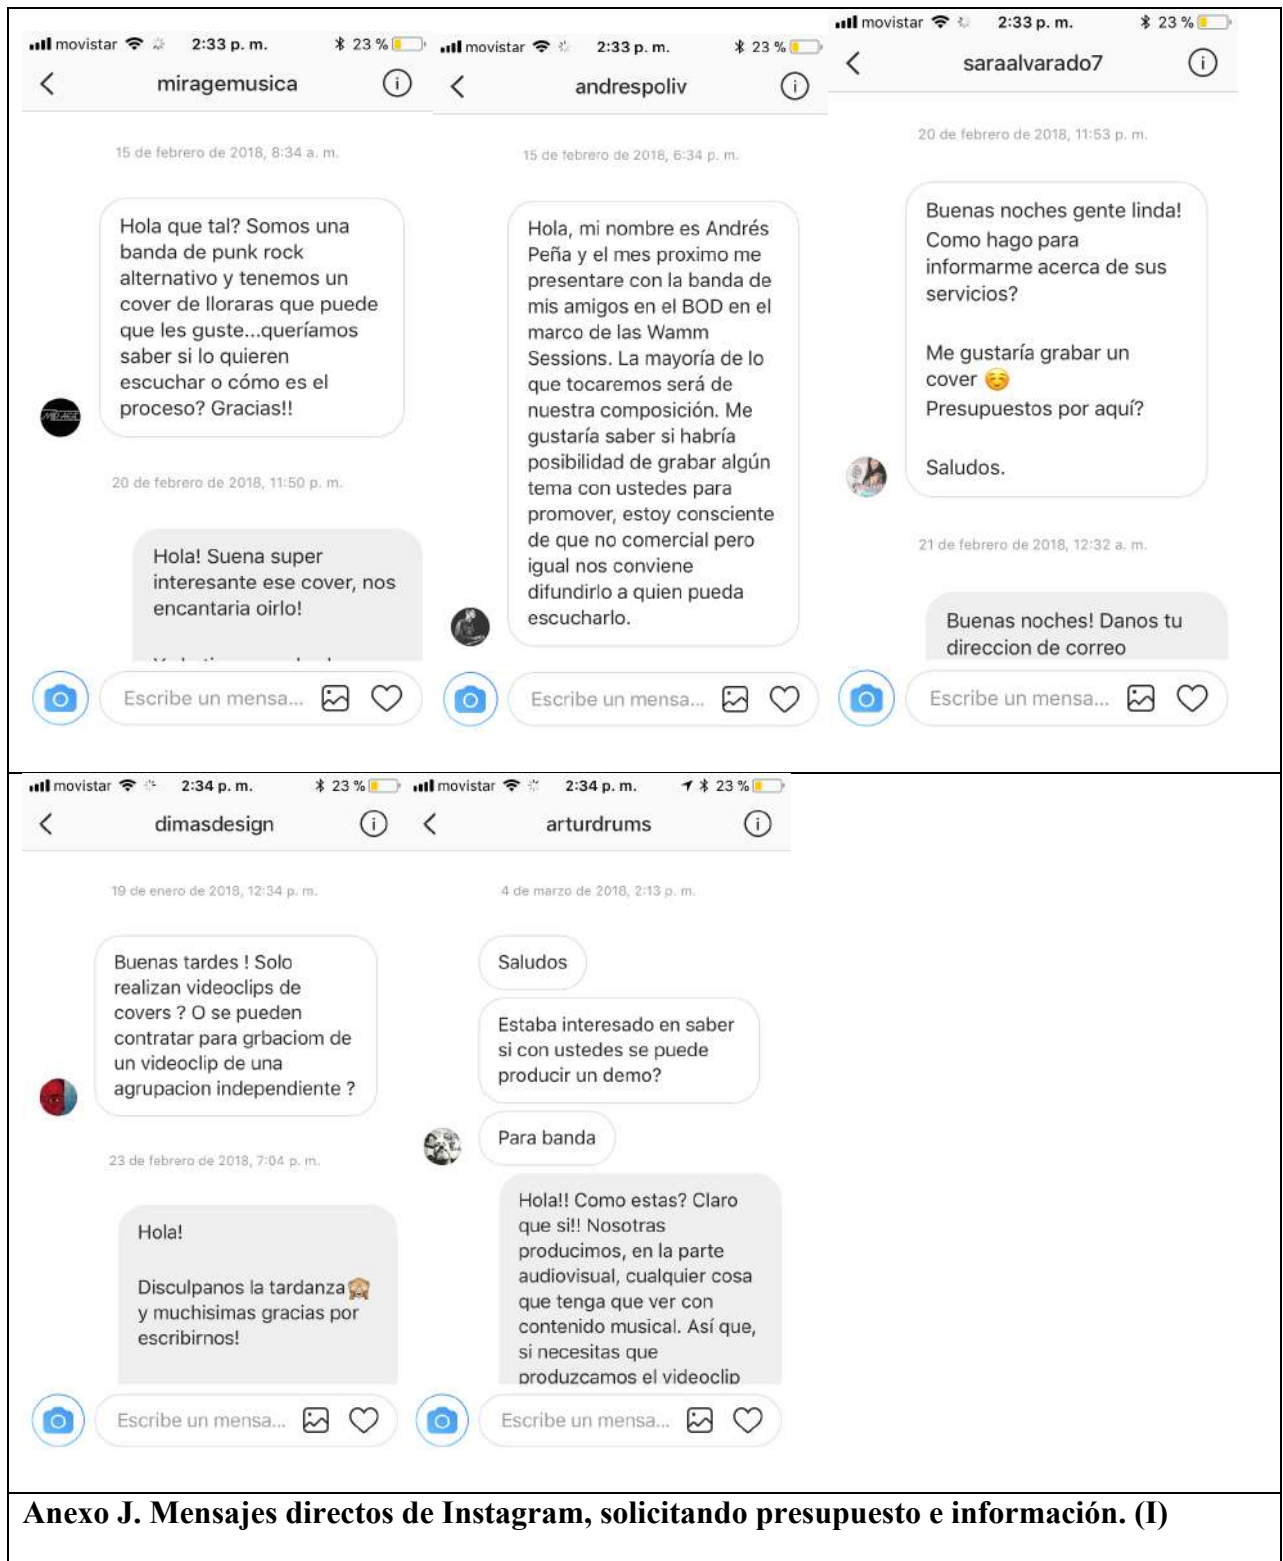 movistar 2:33 p. m. 23 %
miragemusica
15 de febrero de 2018, 8:34 a. m.
Hola que tal? Somos una
banda de punk rock
alternativo y tenemos un
cover de lloraras que puede
que les guste...queríamos
saber si lo quieren
escuchar o cómo es el
proceso? Gracias!!
20 de febrero de 2018, 11:50 p. m.
Hola! Suena super
interesante ese cover, nos
encantaria oirlo!
Escribe un mensa...
movistar 2:33 p. m. 23 %
andrespoliv
15 de febrero de 2018, 6:34 p. m.
Hola, mi nombre es Andrés
Peña y el mes proximo me
presentare con la banda de
mis amigos en el BOD en el
marco de las Wamm
Sessions. La mayoría de lo
que tocaremos será de
nuestra composición. Me
gustaría saber si habría
posibilidad de grabar algún
tema con ustedes para
promover, estoy consciente
de que no comercial pero
igual nos conviene
difundirlo a quien pueda
escucharlo.
Escribe un mensa...
movistar 2:33 p. m. 23 %
saraalvarado7
20 de febrero de 2018, 11:53 p. m.
Buenas noches gente linda!
Como hago para
informarme acerca de sus
servicios?
Me gustaría grabar un
cover ☺️
Presupuestos por aquí?
Saludos.
21 de febrero de 2018, 12:32 a. m.
Buenas noches! Danos tu
direccion de correo
Escribe un mensa...
movistar 2:34 p. m. 23 %
dimasdesign
19 de enero de 2018, 12:34 p. m.
Buenas tardes ! Solo
realizan videoclips de
covers ? O se pueden
contratar para grbaciom de
un videoclip de una
agrupacion independiente ?
23 de febrero de 2018, 7:04 p. m.
Hola!
Disculpanos la tardanza🙈
y muchisimas gracias por
escribirnos!
Escribe un mensa...
movistar 2:34 p. m. 23 %
arturdrums
4 de marzo de 2018, 2:13 p. m.
Saludos
Estaba interesado en saber
si con ustedes se puede
producir un demo?
Para banda
Hola!! Como estas? Claro
que si!! Nosotras
producimos, en la parte
audiovisual, cualquier cosa
que tenga que ver con
contenido musical. Así que,
si necesitas que
produzcamos el videoclip
Escribe un mensa...
Anexo J. Mensajes directos de Instagram, solicitando presupuesto e información. (I)